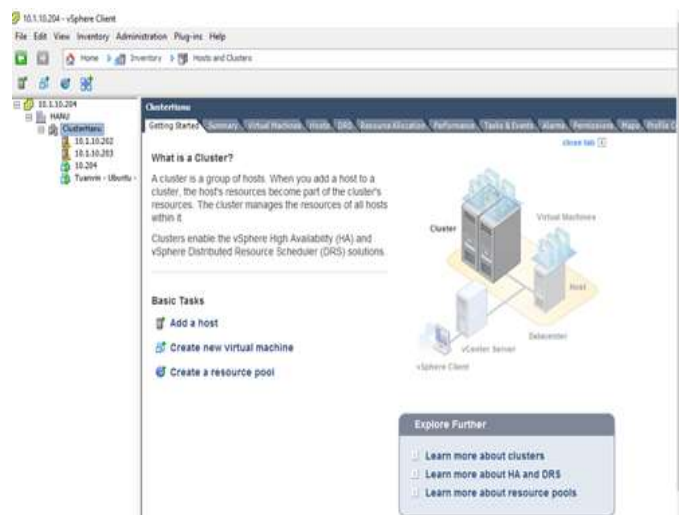 10.1.10.204 - vSphere Client
File Edit View Inventory Administration Plug-ins Help
Home Inventory Hosts and Clusters
10.1.10.204
HANU
ClusterHanu
10.1.10.202
10.1.10.203
10.204
Tuanvm - Ubuntu -
ClusterHanu
Getting Started Summary Virtual Machines Hosts DRS Resource Allocation Performance Tasks & Events Alarms Permissions Maps Profile C
close tab
What is a Cluster?
A cluster is a group of hosts. When you add a host to a
cluster, the host's resources become part of the cluster's
resources. The cluster manages the resources of all hosts
within it.
Clusters enable the vSphere High Availability (HA) and
vSphere Distributed Resource Scheduler (DRS) solutions.
Cluster
Virtual Machines
Host
Datacenter
vCenter Server
vSphere Client
Basic Tasks
Add a host
Create new virtual machine
Create a resource pool
Explore Further
Learn more about clusters
Learn more about HA and DRS
Learn more about resource pools